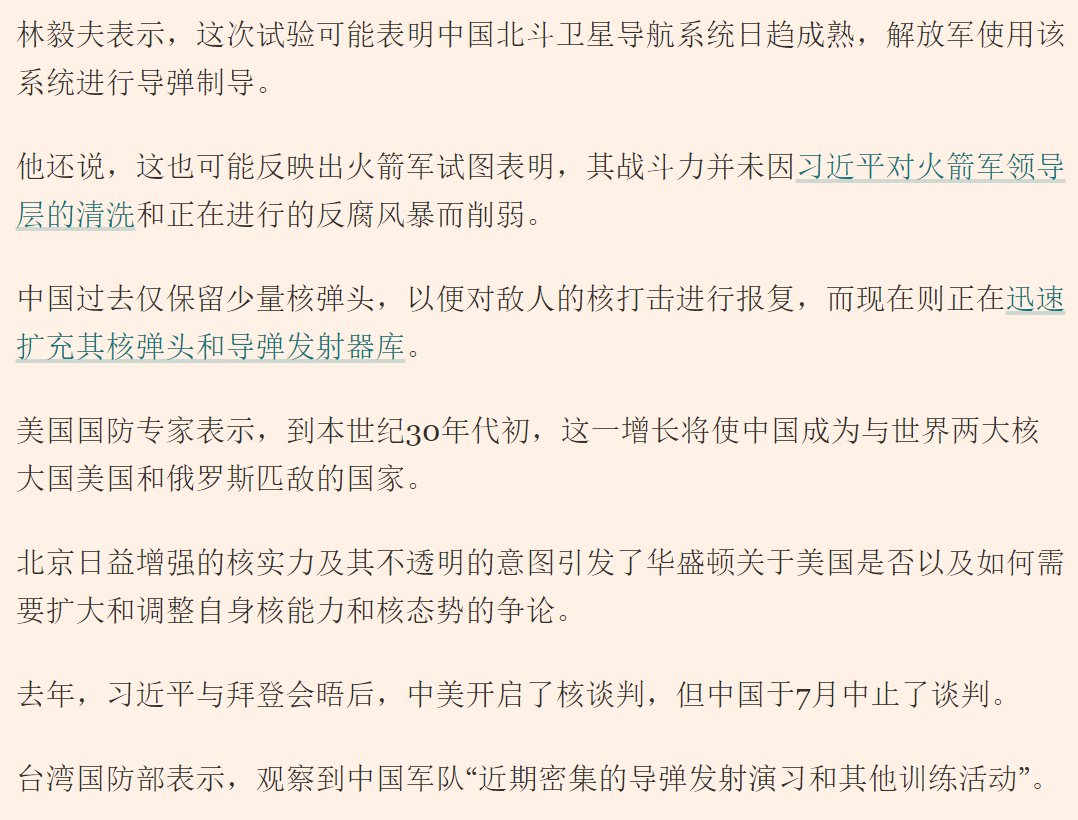 林毅夫表示，这次试验可能表明中国北斗卫星导航系统日趋成熟，解放军使用该
系统进行导弹制导。
他还说，这也可能反映出火箭军试图表明，其战斗力并未因习近平对火箭军领导
层的清洗和正在进行的反腐风暴而削弱。
中国过去仅保留少量核弹头，以便对敌人的核打击进行报复，而现在则正在迅速
扩充其核弹头和导弹发射器库。
美国国防专家表示，到本世纪30年代初，这一增长将使中国成为与世界两大核
大国美国和俄罗斯匹敌的国家。
北京日益增强的核实力及其不透明的意图引发了华盛顿关于美国是否以及如何需
要扩大和调整自身核能力和核态势的争论。
去年，习近平与拜登会晤后，中美开启了核谈判，但中国于7月中止了谈判。
台湾国防部表示，观察到中国军队“近期密集的导弹发射演习和其他训练活动”。